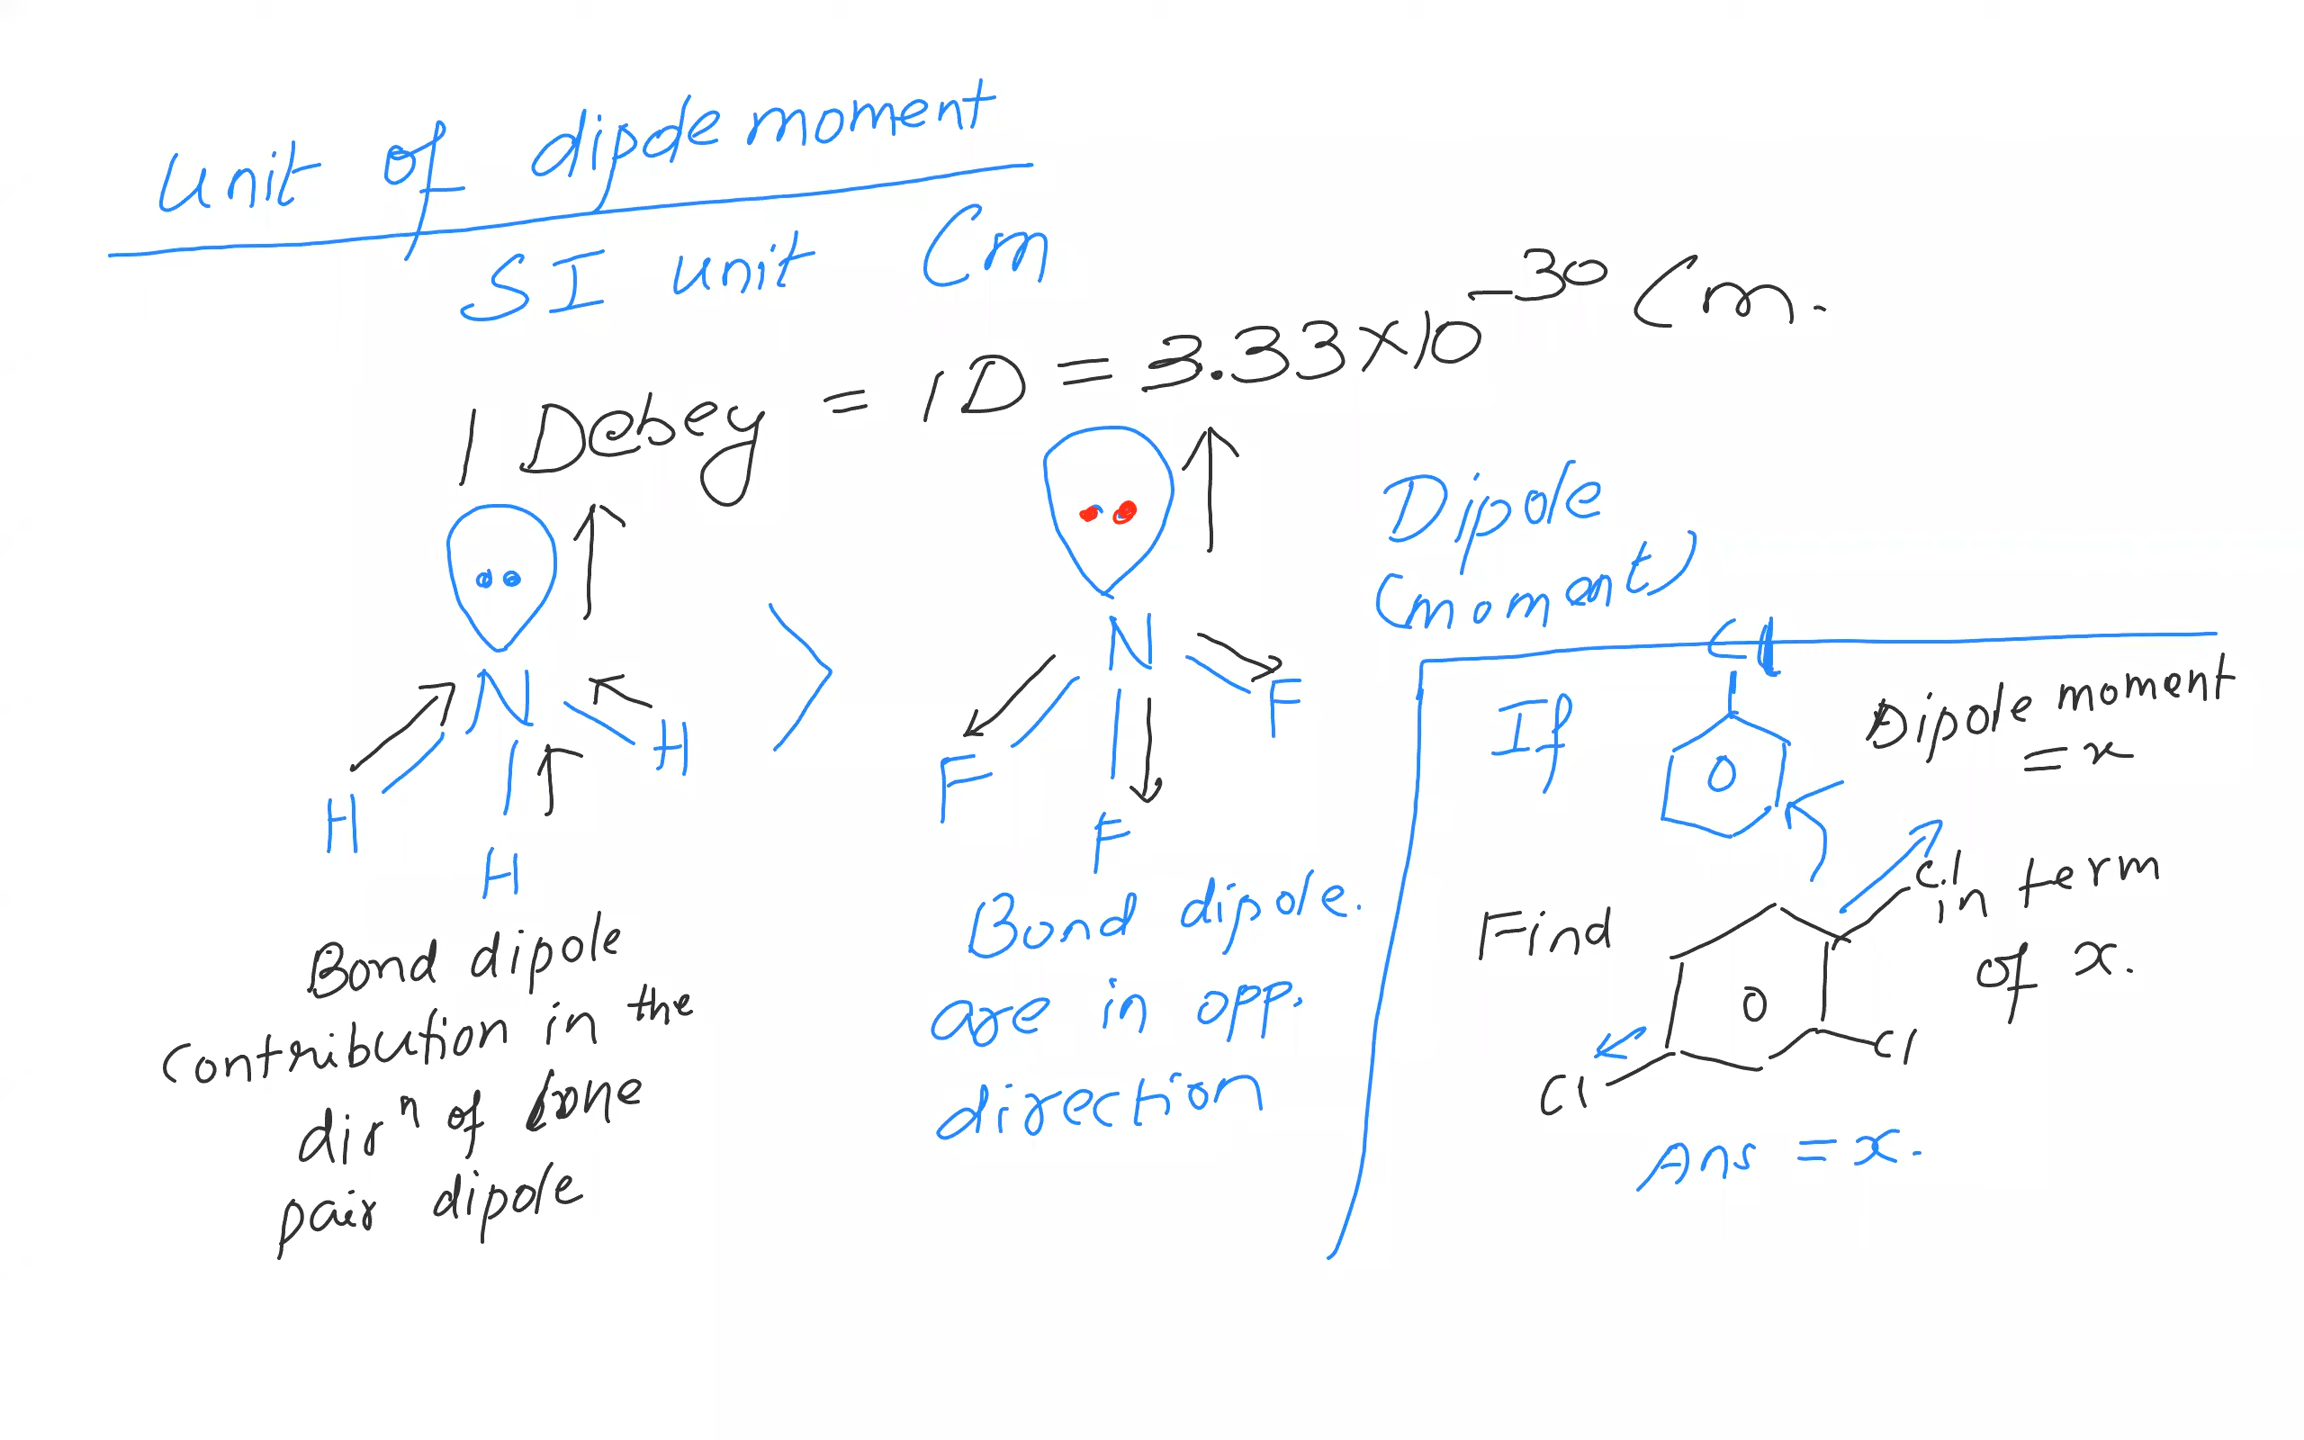 Unit of dipole moment
SI unit Cm
1 Debey = 1D = 3.33×10⁻³⁰ Cm.
N
H
H
H
>
N
F
F
F
Dipole
(moment)
Bond dipole
contribution in the
dirⁿ of lone
pair dipole
Bond dipole.
are in opp.
direction
If
Cl
Dipole moment
= x
Find
Cl
Cl
Cl
in term
of x.
Ans = x.